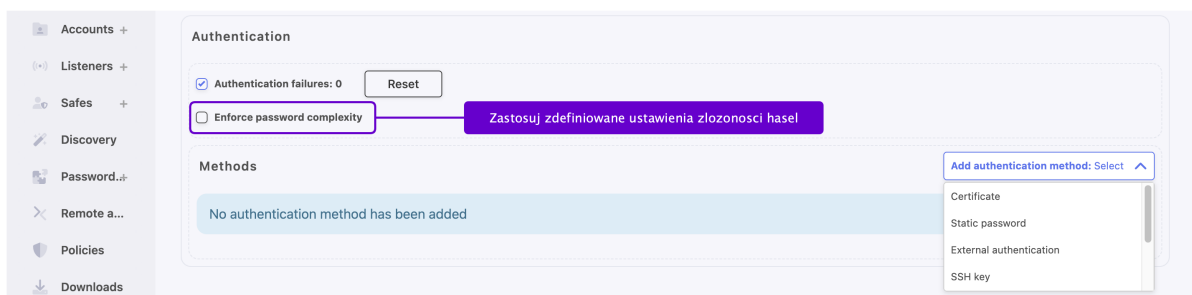 Accounts +
Listeners +
Safes +
Discovery
Password..+
Remote a...
Policies
Downloads
Authentication
Authentication failures: 0 Reset
Enforce password complexity Zastosuj zdefiniowane ustawienia zlozonosci hasel
Methods Add authentication method: Select
No authentication method has been added
Certificate
Static password
External authentication
SSH key